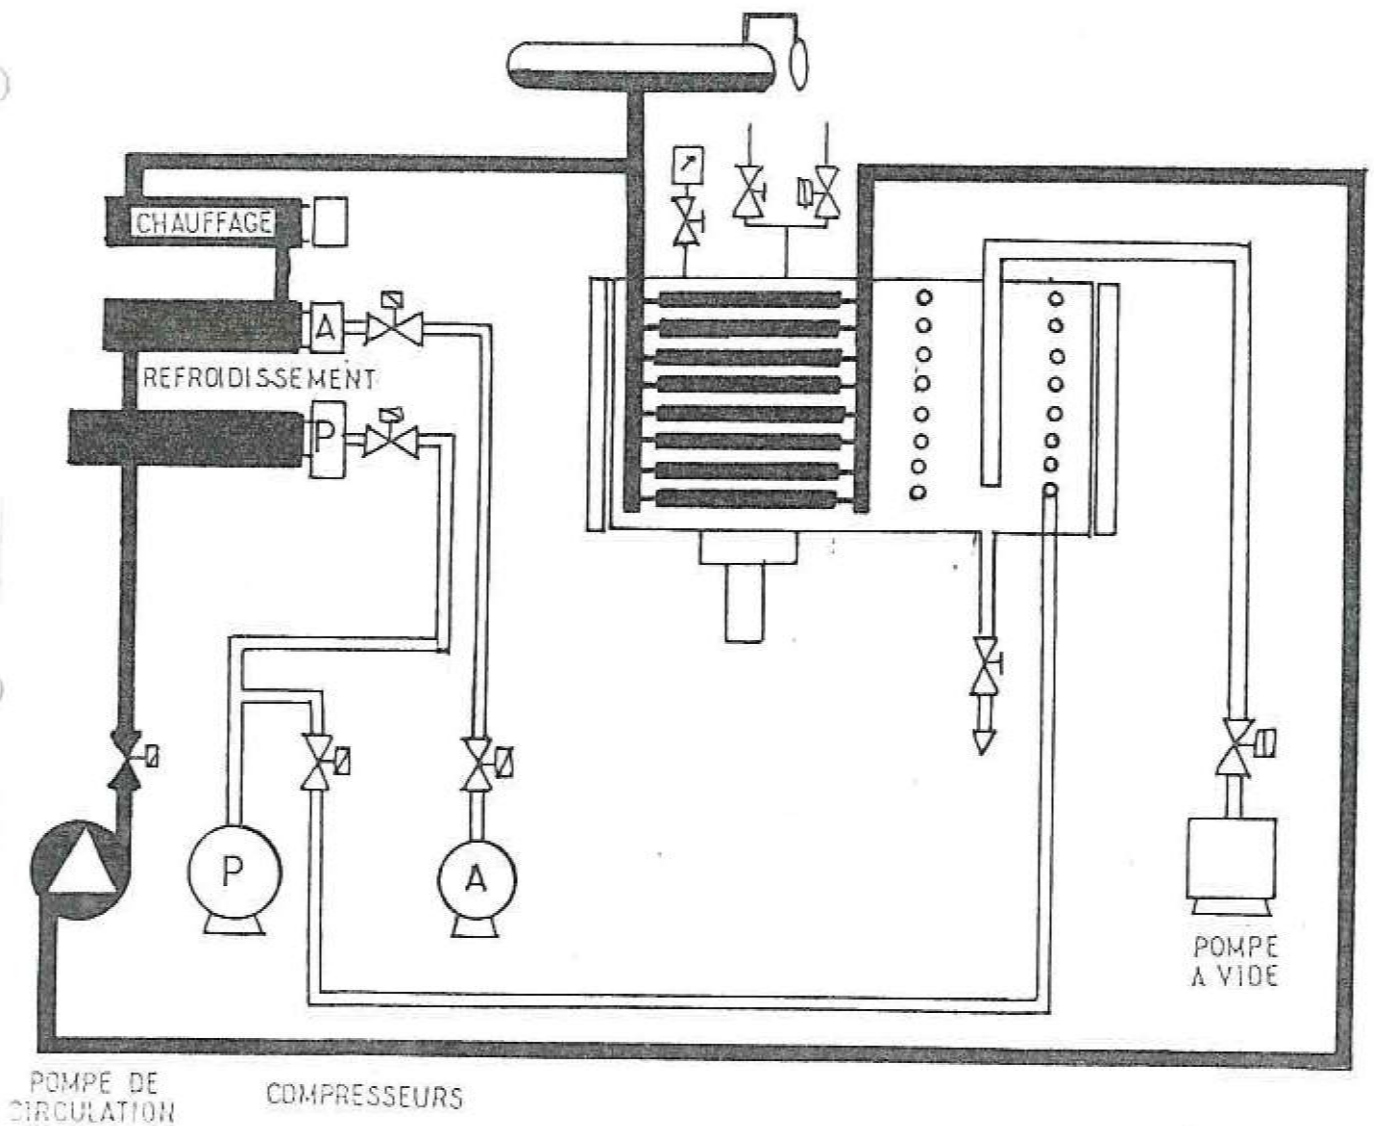 CHAUFFAGE
A
REFROIDISSEMENT
P
P
A
POMPE
A VIDE
POMPE DE
CIRCULATION
COMPRESSEURS